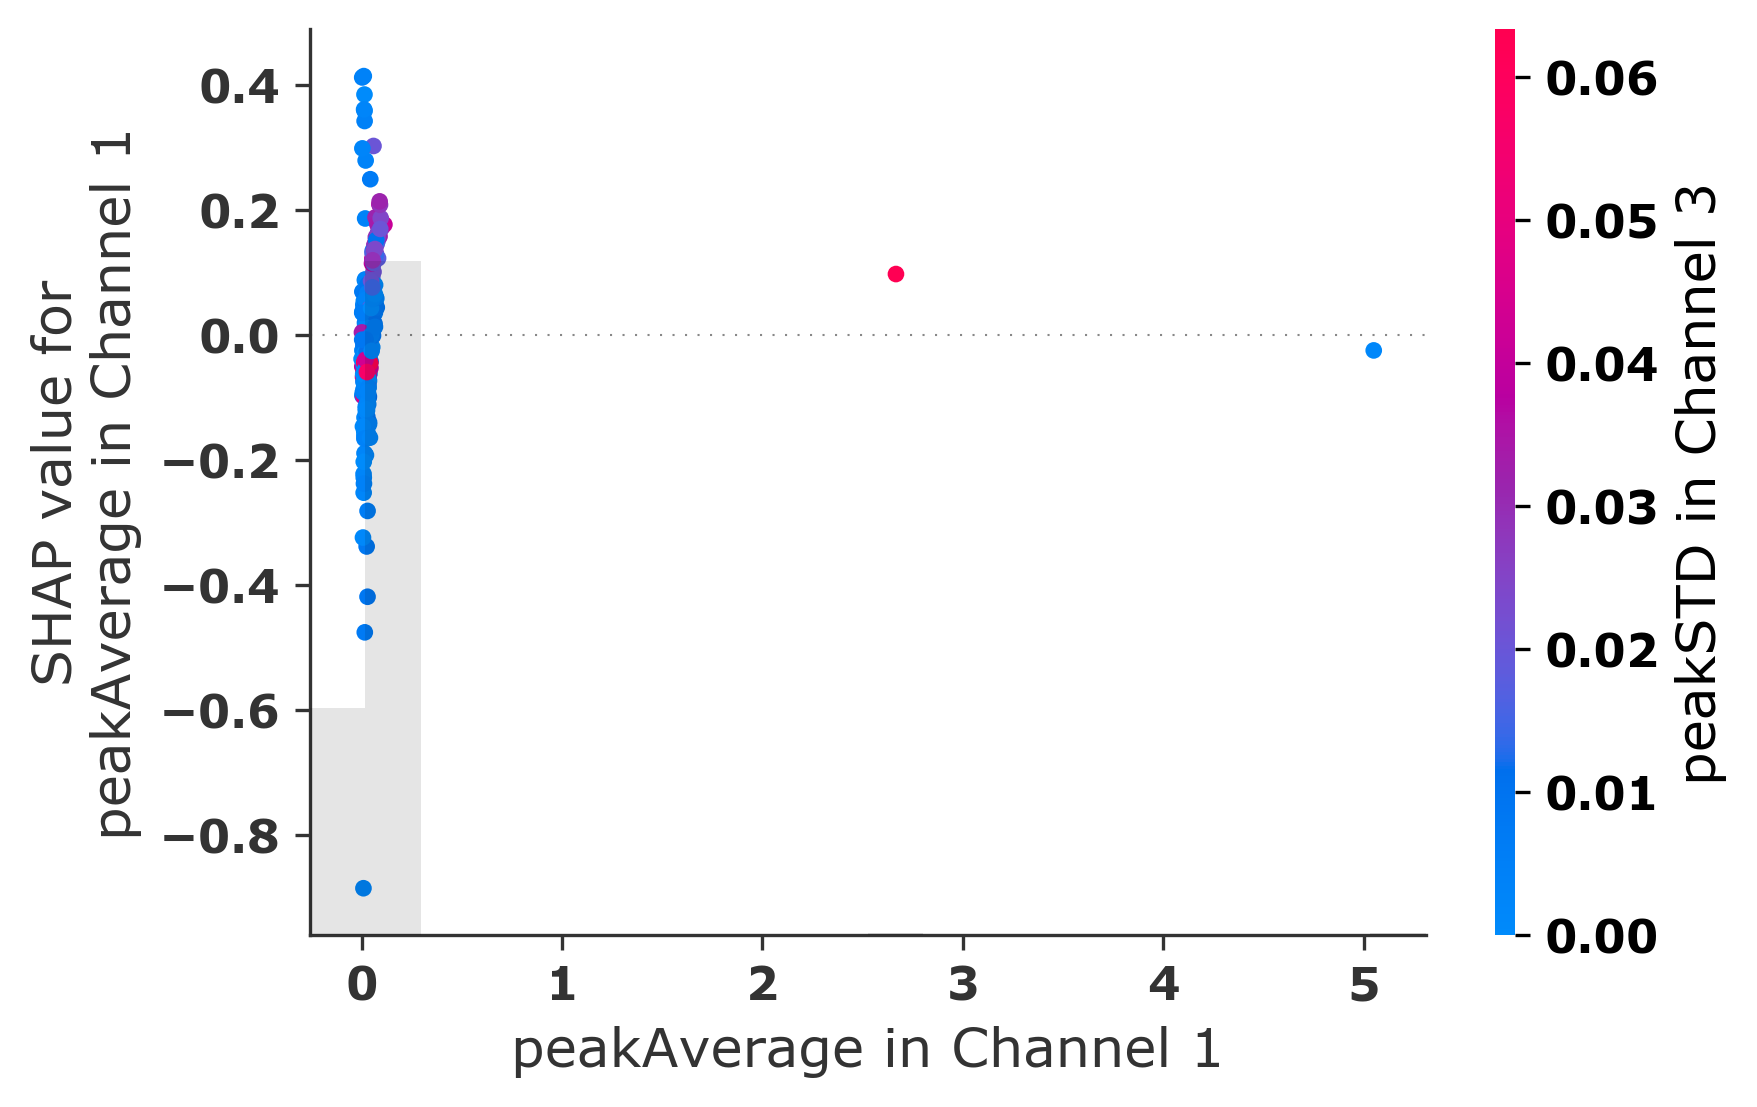 SHAP value for
peakAverage in Channel 1
0.4
0.2
0.0
−0.2
−0.4
−0.6
−0.8
0 1 2 3 4 5
peakAverage in Channel 1
0.06
0.05
0.04
0.03
0.02
0.01
0.00
peakSTD in Channel 3